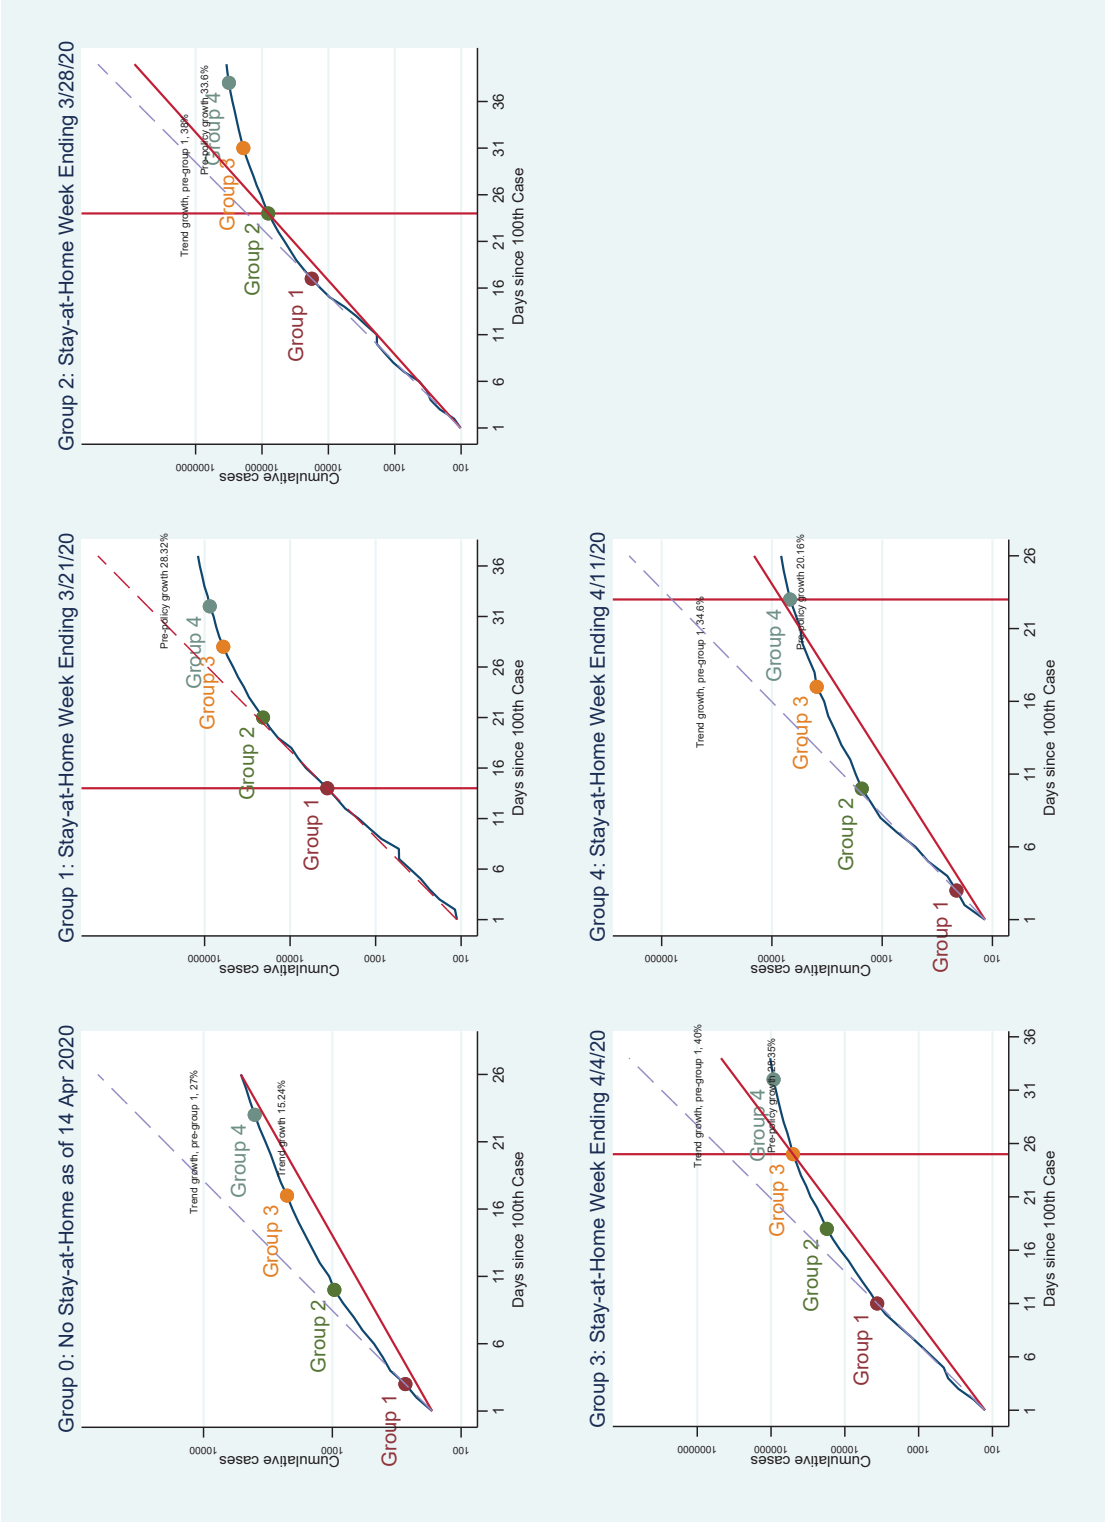 Group 0: No Stay-at-Home as of 14 Apr 2020
Trend growth, pre-group 1, 27%
Trend growth 15.24%
Group 1
Group 2
Group 3
Group 4
Cumulative cases
100
1000
10000
1
6
11
16
21
26
Days since 100th Case
Group 1: Stay-at-Home Week Ending 3/21/20
Pre-policy growth 28.32%
Group 1
Group 2
Group 3
Group 4
Cumulative cases
100
1000
10000
100000
1
6
11
16
21
26
31
36
Days since 100th Case
Group 2: Stay-at-Home Week Ending 3/28/20
Trend growth, pre-group 1, 38%
Pre-policy growth 33.6%
Group 1
Group 2
Group 3
Group 4
Cumulative cases
100
1000
10000
100000
1000000
1
6
11
16
21
26
31
36
Days since 100th Case
Group 3: Stay-at-Home Week Ending 4/4/20
Trend growth, pre-group 1, 40%
Pre-policy growth
Group 1
Group 2
Group 3
Group 4
Cumulative cases
100
1000
10000
100000
1000000
1
6
11
16
21
26
31
36
Days since 100th Case
Group 4: Stay-at-Home Week Ending 4/11/20
Trend growth, pre-group 1, 34.6%
Pre-policy growth 20.16%
Group 1
Group 2
Group 3
Group 4
Cumulative cases
100
1000
10000
100000
1
6
11
16
21
26
Days since 100th Case